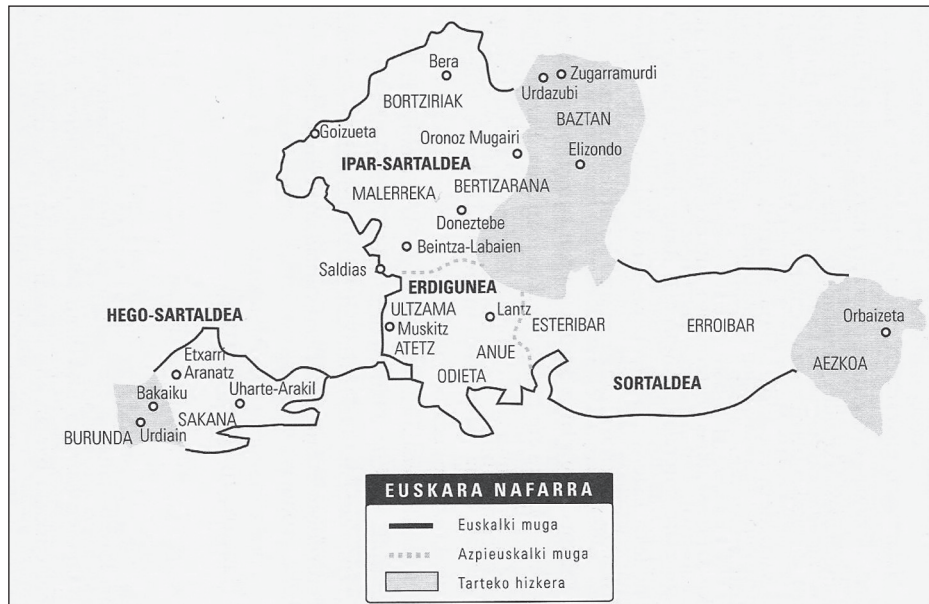 Bera
Zugarramurdi
Urdazubi
BORTZIRIAK
BAZTAN
Goizueta
Oronoz Mugairi
Elizondo
IPAR-SARTALDEA
BERTIZARANA
MALERREKA
Doneztebe
Beintza-Labaien
Saldias
ERDIGUNEA
HEGO-SARTALDEA
ULTZAMA
Lantz
ESTERIBAR
ERROIBAR
Orbaizeta
Muskitz
ATETZ
ANUE
Etxarri
Aranatz
AEZKOA
ODIETA
SORTALDEA
Uharte-Arakil
Bakaiku
SAKANA
BURUNDA
Urdiain
EUSKARA NAFARRA
Euskalki muga
Azpieuskalki muga
Tarteko hizkera